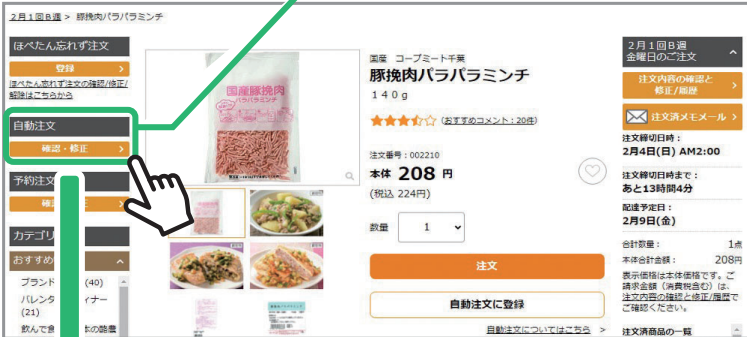 2月1回B週 > 豚挽肉パラパラミンチ
ほぺたん忘れず注文
登録 >
ほぺたん忘れず注文の確認/修正/
解除はこちらから
自動注文
確認・修正 >
予約注文
カテゴリ
おすすめ
ブランド (40)
バレンタ イナー
(21)
飲んで食 本の酪農
国産豚挽肉
パラパラミンチ
国産 コープミート千葉
豚挽肉パラパラミンチ
140g
★★★★☆ (おすすめコメント：20件)
注文番号：002210
本体 208 円
(税込 224円)
数量 1
注文
自動注文に登録
自動注文についてはこちら >
2月1回B週
金曜日のご注文
注文内容の確認と
修正/履歴 >
注文済メモメール >
注文締切日時：
2月4日(日) AM2:00
注文締切日時まで：
あと13時間4分
配達予定日：
2月9日(金)
合計数量： 1点
本体合計金額： 208円
表示価格は本体価格です。ご
請求金額（消費税含む）は、
注文内容の確認と修正/履歴で
ご確認ください。
注文済商品の一覧